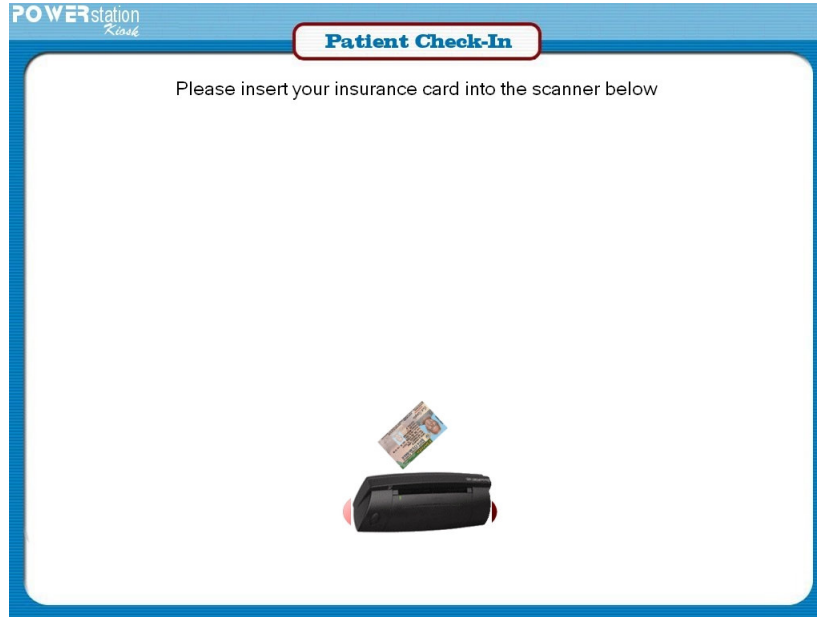 POWERstation
Kiosk
Patient Check-In
Please insert your insurance card into the scanner below